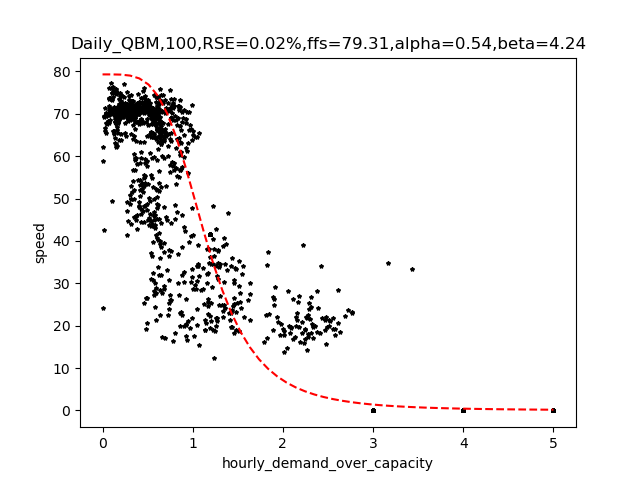 Daily_QBM,100,RSE=0.02%,ffs=79.31,alpha=0.54,beta=4.24
80
70
60
50
40
30
20
10
0
speed
0 1 2 3 4 5
hourly_demand_over_capacity